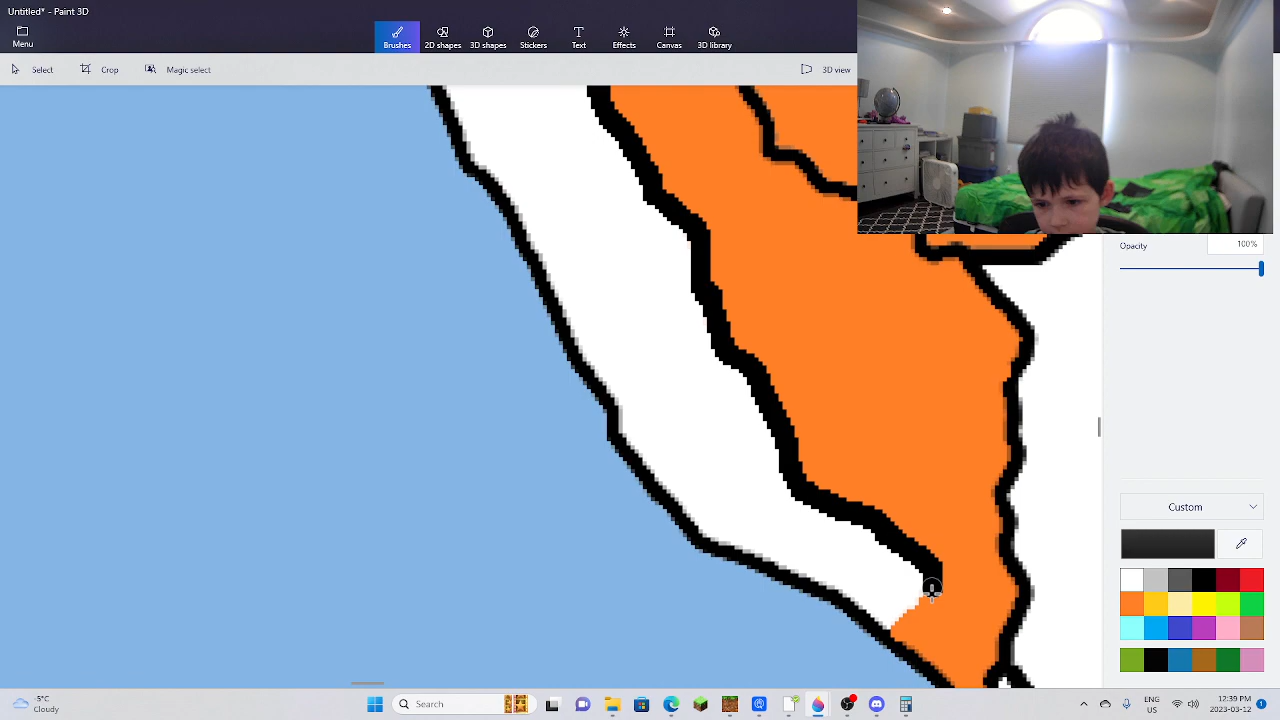 Untitled* - Paint 3D
Menu
Brushes
2D shapes
3D shapes
Stickers
Text
Effects
Canvas
3D library
Select
Crop
Magic select
3D view
Opacity
100%
Custom
-5°C
Cloudy
Search
ENG
US
12:39 PM
2023-03-12
1